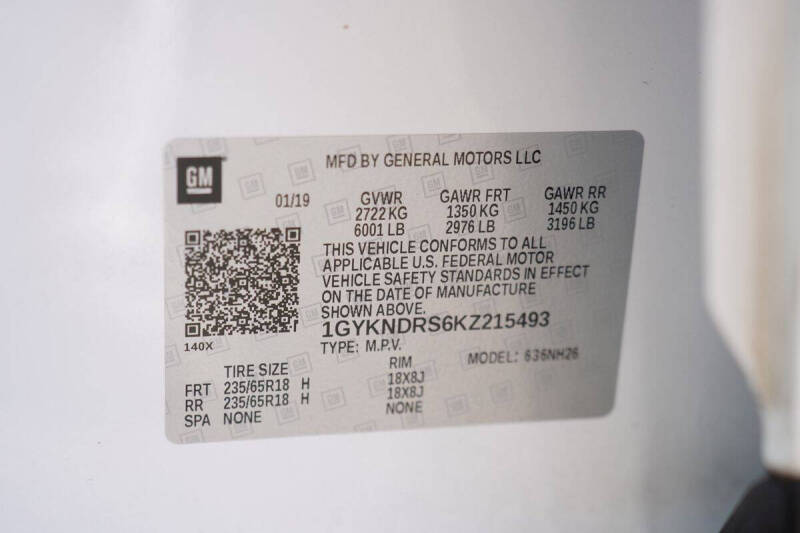 MFD BY GENERAL MOTORS LLC
GM
01/19 GVWR GAWR FRT GAWR RR
2722 KG 1350 KG 1450 KG
6001 LB 2976 LB 3196 LB
THIS VEHICLE CONFORMS TO ALL
APPLICABLE U.S. FEDERAL MOTOR
VEHICLE SAFETY STANDARDS IN EFFECT
ON THE DATE OF MANUFACTURE
SHOWN ABOVE.
1GYKNDRS6KZ215493
140X
TYPE: M.P.V. MODEL: 636NH26
TIRE SIZE RIM
FRT 235/65R18 H 18X8J
RR 235/65R18 H 18X8J
SPA NONE NONE